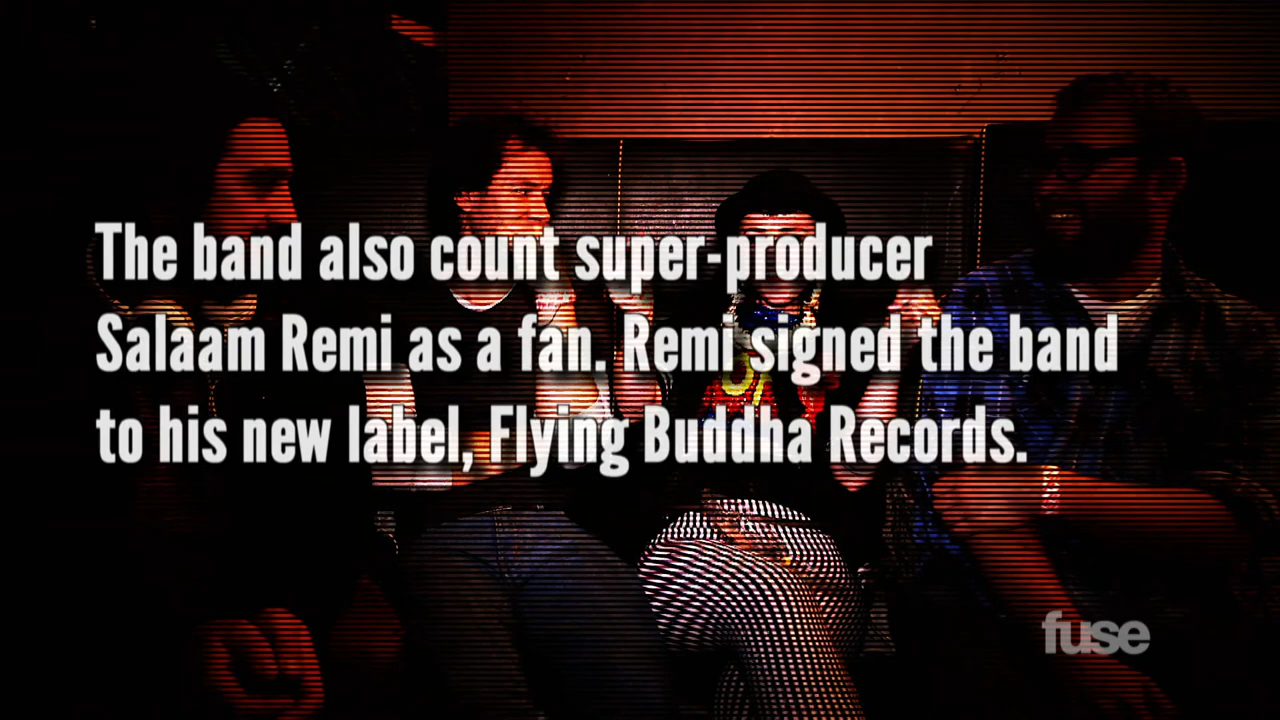 The band also count super-producer
Salaam Remi as a fan. Remi signed the band
to his new label, Flying Buddha Records.
fuse